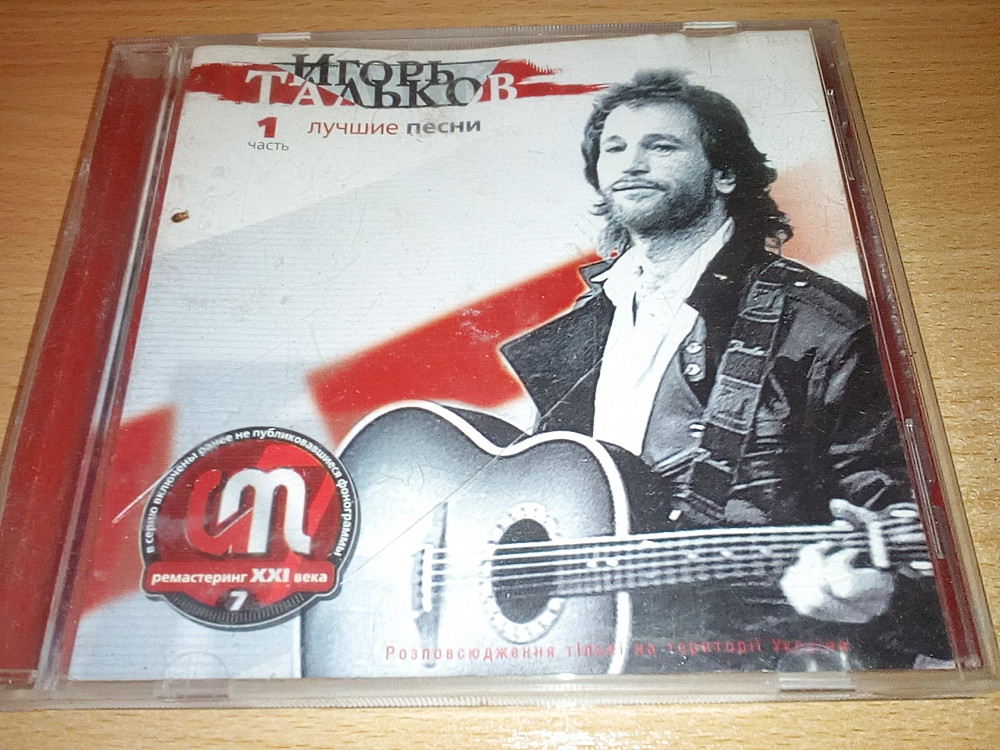 ИГОРЬ
ТАЛЬКОВ
1
часть
лучшие песни
в серию включены ранее не публиковавшиеся фонограммы
ремастеринг XXI века
7
Розповсюдження тільки на території України